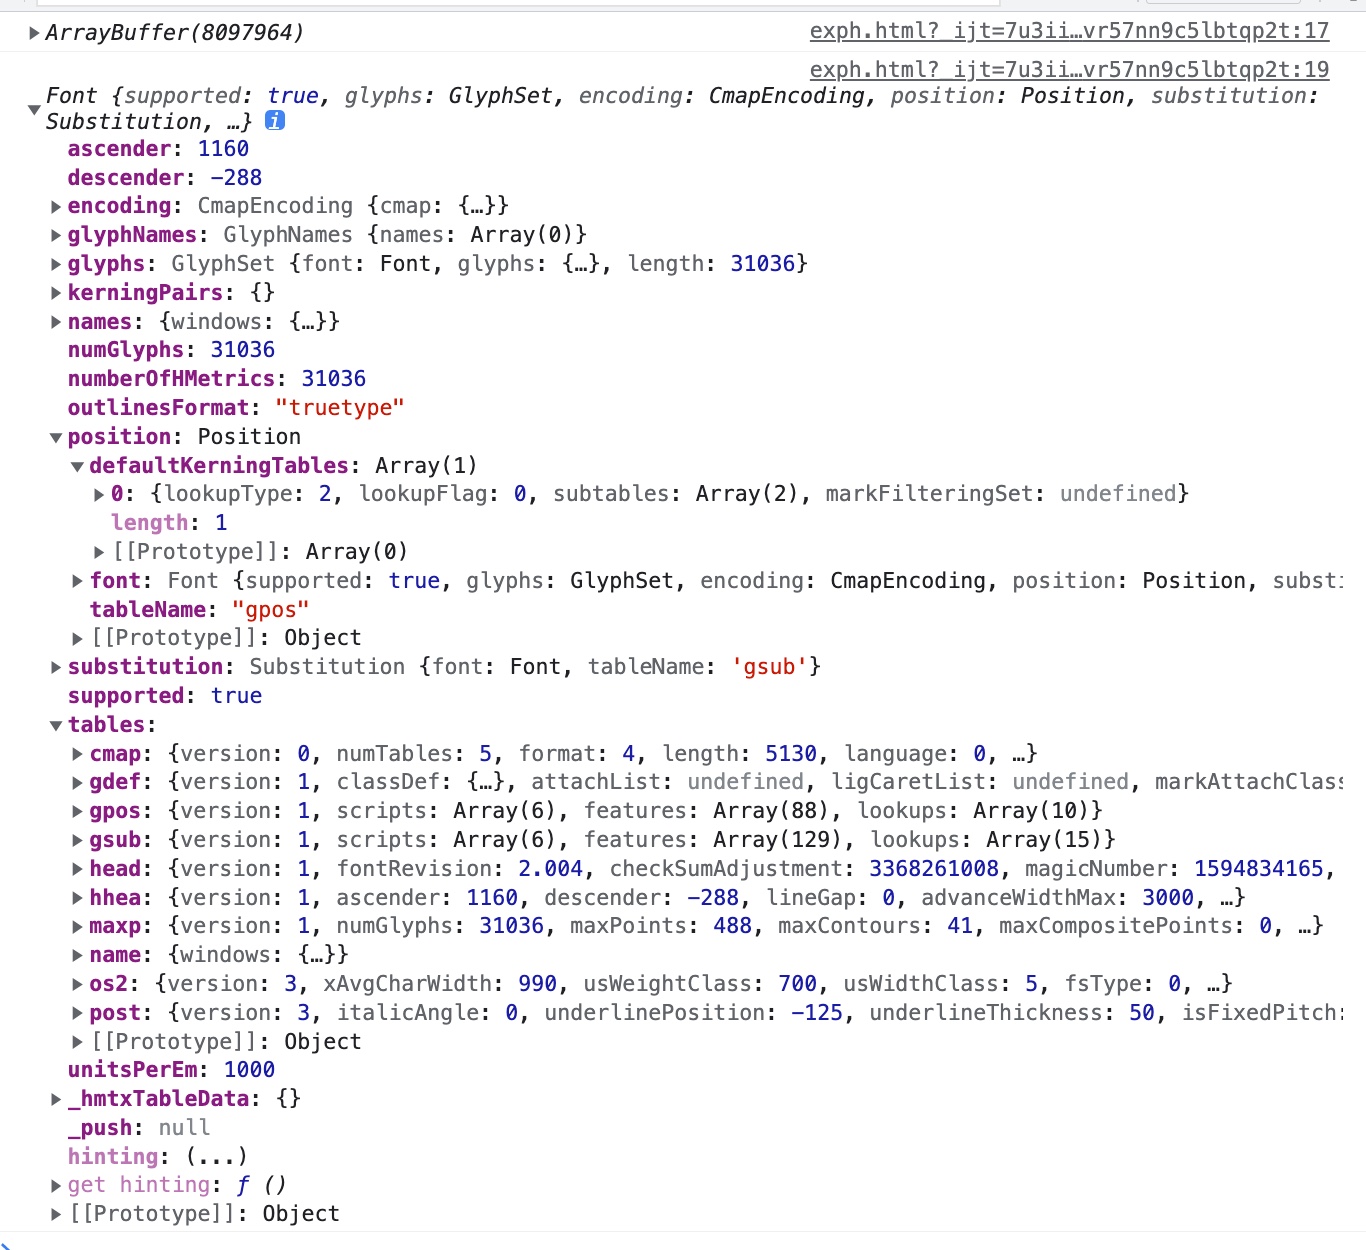 ▶ArrayBuffer(8097964) exph.html?_ijt=7u3ii…vr57nn9c5lbtqp2t:17
exph.html?_ijt=7u3ii…vr57nn9c5lbtqp2t:19
▼Font {supported: true, glyphs: GlyphSet, encoding: CmapEncoding, position: Position, substitution:
Substitution, …} i
ascender: 1160
descender: -288
▶encoding: CmapEncoding {cmap: {…}}
▶glyphNames: GlyphNames {names: Array(0)}
▶glyphs: GlyphSet {font: Font, glyphs: {…}, length: 31036}
▶kerningPairs: {}
▶names: {windows: {…}}
numGlyphs: 31036
numberOfHMetrics: 31036
outlinesFormat: "truetype"
▼position: Position
▼defaultKerningTables: Array(1)
▶0: {lookupType: 2, lookupFlag: 0, subtables: Array(2), markFilteringSet: undefined}
length: 1
▶[[Prototype]]: Array(0)
▶font: Font {supported: true, glyphs: GlyphSet, encoding: CmapEncoding, position: Position, substi
tableName: "gpos"
▶[[Prototype]]: Object
▶substitution: Substitution {font: Font, tableName: 'gsub'}
supported: true
▼tables:
▶cmap: {version: 0, numTables: 5, format: 4, length: 5130, language: 0, …}
▶gdef: {version: 1, classDef: {…}, attachList: undefined, ligCaretList: undefined, markAttachClass
▶gpos: {version: 1, scripts: Array(6), features: Array(88), lookups: Array(10)}
▶gsub: {version: 1, scripts: Array(6), features: Array(129), lookups: Array(15)}
▶head: {version: 1, fontRevision: 2.004, checkSumAdjustment: 3368261008, magicNumber: 1594834165,
▶hhea: {version: 1, ascender: 1160, descender: -288, lineGap: 0, advanceWidthMax: 3000, …}
▶maxp: {version: 1, numGlyphs: 31036, maxPoints: 488, maxContours: 41, maxCompositePoints: 0, …}
▶name: {windows: {…}}
▶os2: {version: 3, xAvgCharWidth: 990, usWeightClass: 700, usWidthClass: 5, fsType: 0, …}
▶post: {version: 3, italicAngle: 0, underlinePosition: -125, underlineThickness: 50, isFixedPitch:
▶[[Prototype]]: Object
unitsPerEm: 1000
▶_hmtxTableData: {}
_push: null
hinting: (...)
▶get hinting: ƒ ()
▶[[Prototype]]: Object